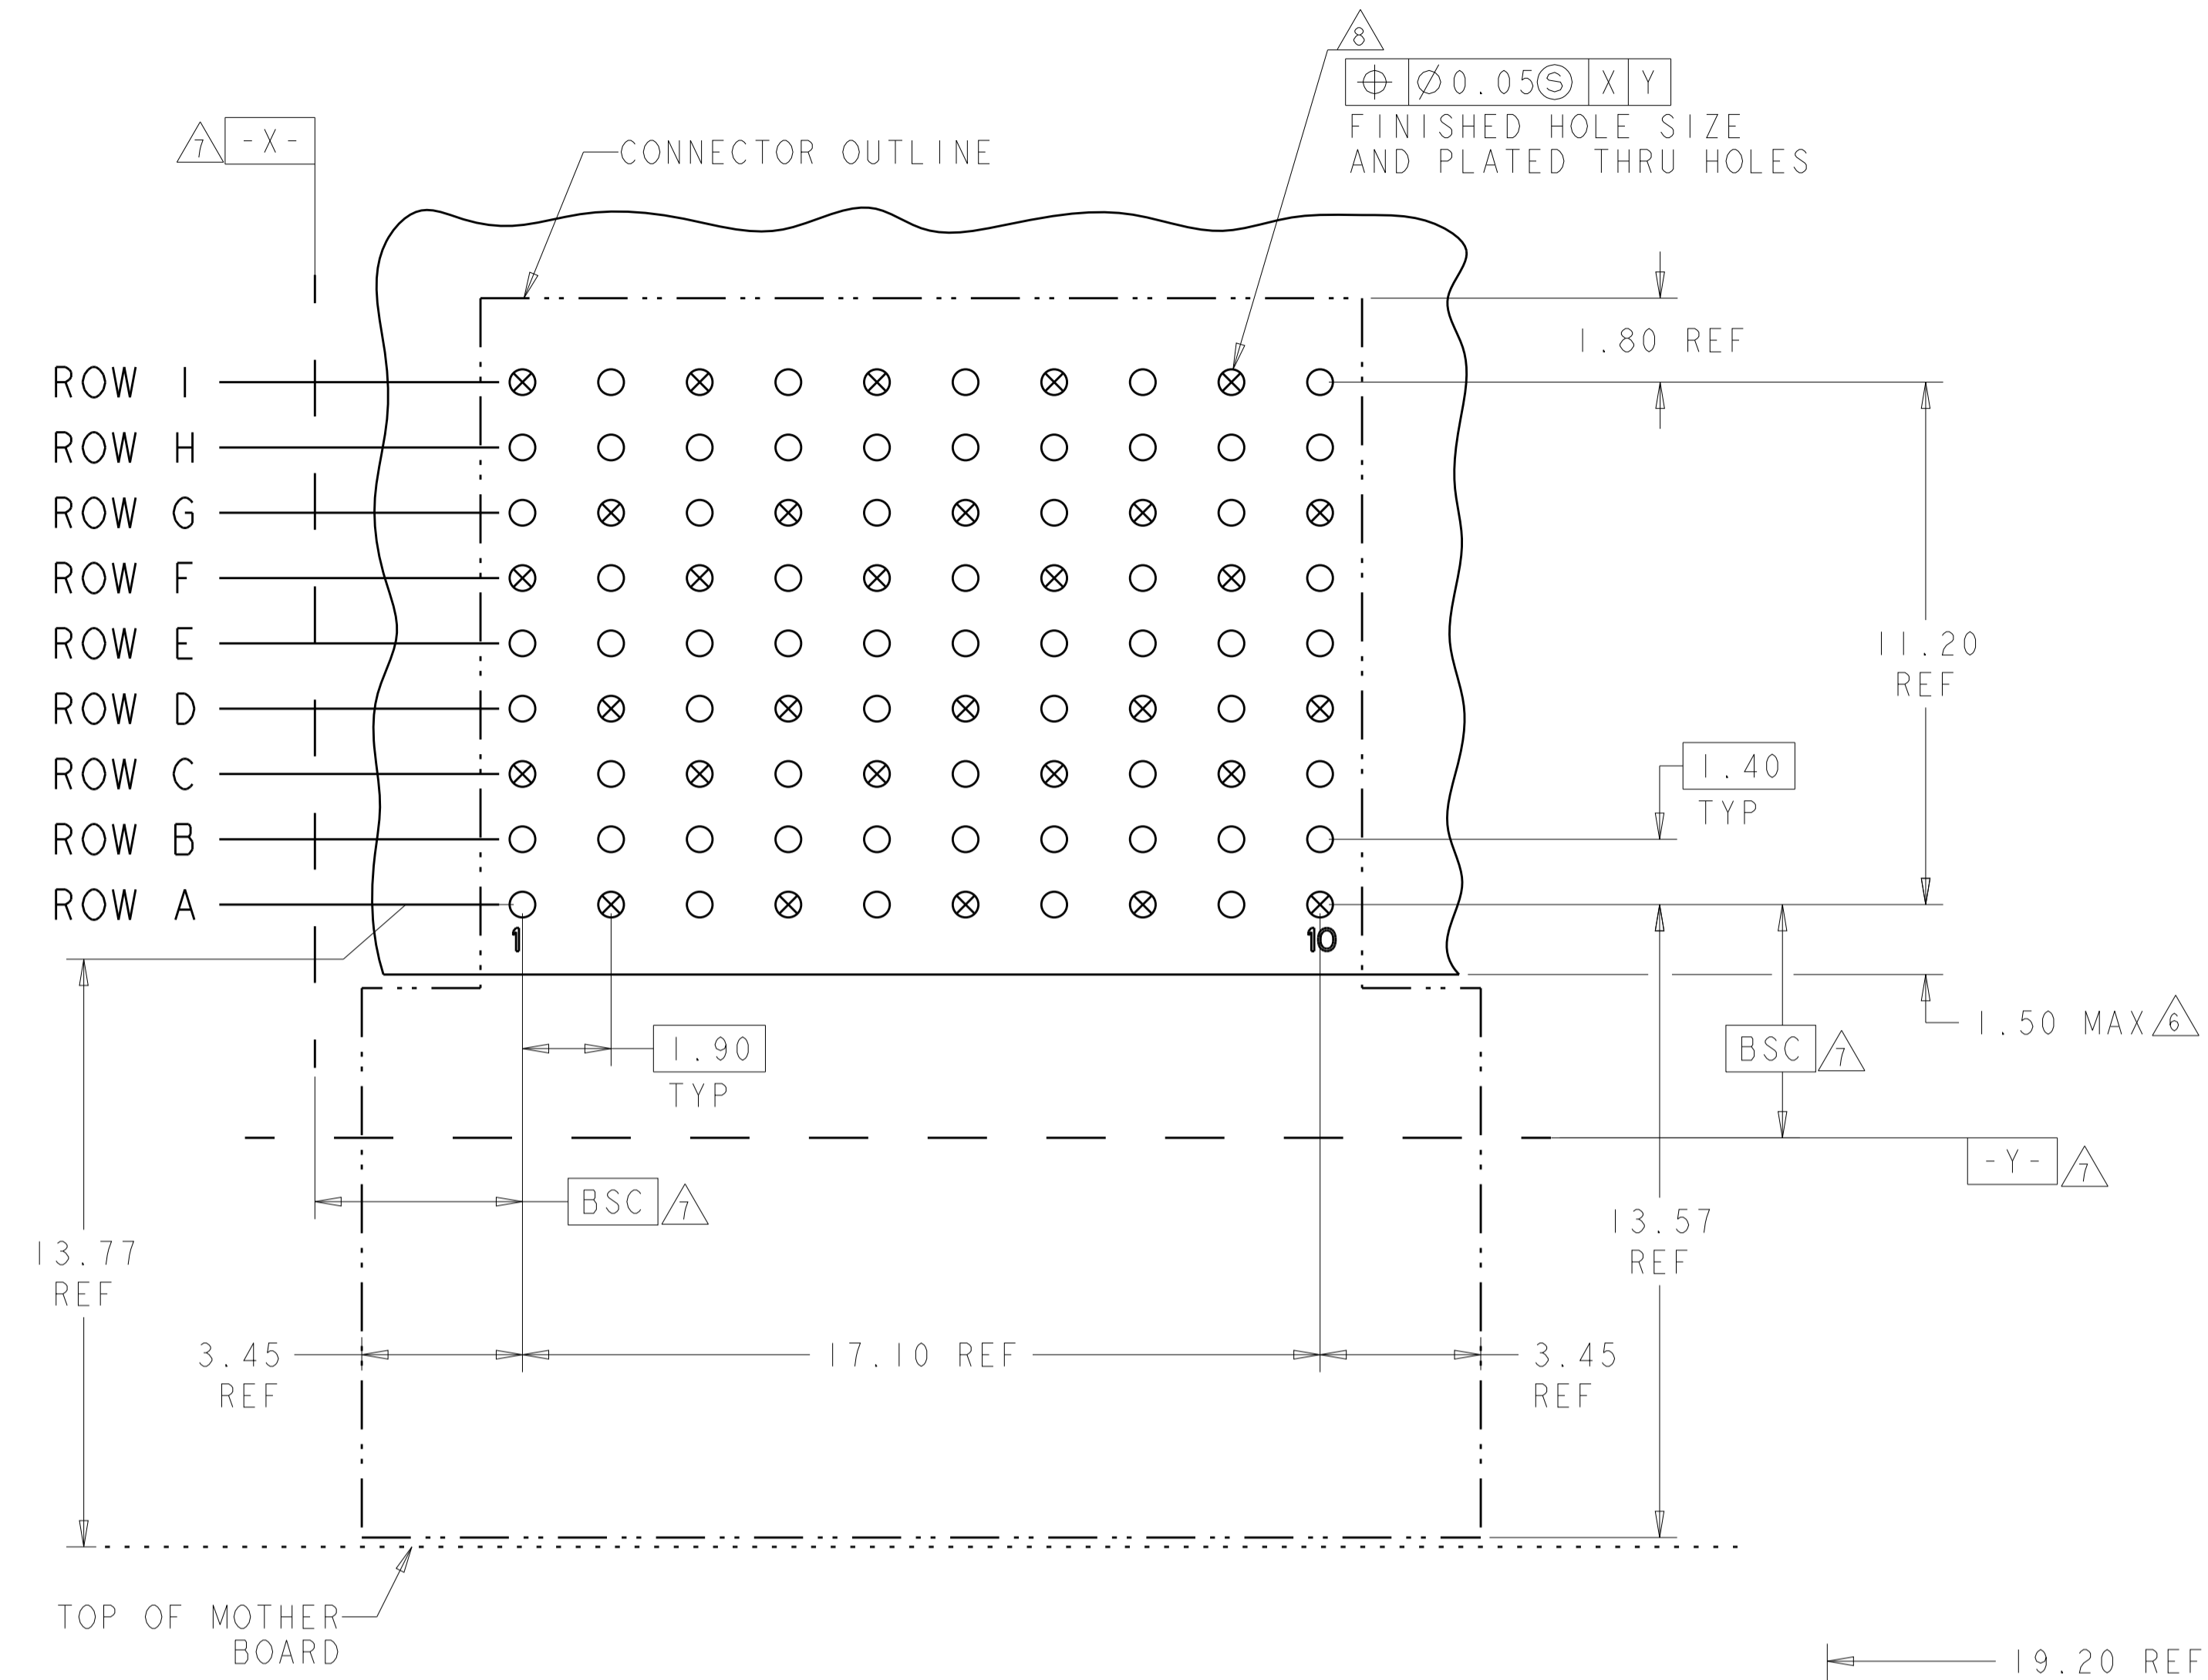 8
⌖ ⌀0.05Ⓢ X Y
FINISHED HOLE SIZE
AND PLATED THRU HOLES
7 -X-
CONNECTOR OUTLINE
1.80 REF
ROW I
ROW H
ROW G
ROW F
ROW E
ROW D
ROW C
ROW B
ROW A
11.20
REF
1.40
TYP
1 10
1.50 MAX 6
1.90
TYP
BSC 7
-Y- 7
BSC 7
13.77
REF
13.57
REF
3.45
REF
17.10 REF
3.45
REF
TOP OF MOTHER
BOARD
19.20 REF